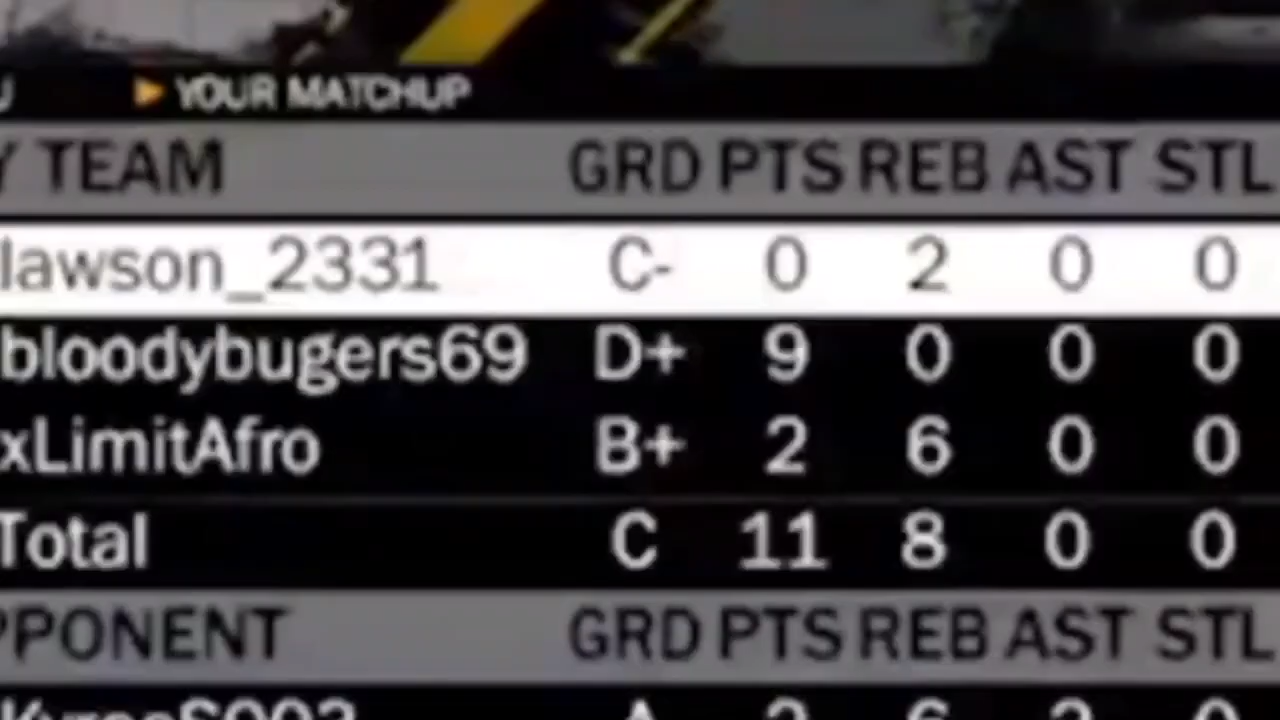 YOUR MATCHUP
Y TEAM GRD PTS REB AST STL
lawson_2331 C- 0 2 0 0
bloodybugers69 D+ 9 0 0 0
xLimitAfro B+ 2 6 0 0
Total C 11 8 0 0
PPONENT GRD PTS REB AST STL